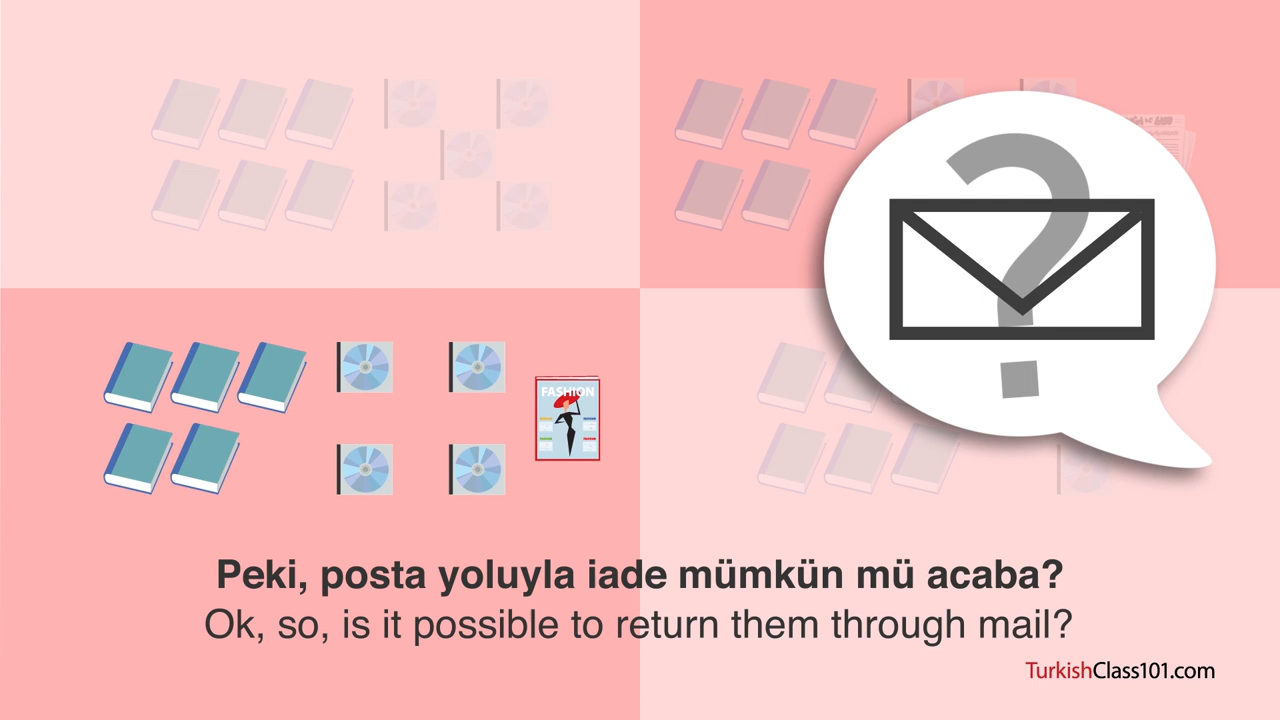 FASHION
Peki, posta yoluyla iade mümkün mü acaba?
Ok, so, is it possible to return them through mail?
TurkishClass101.com